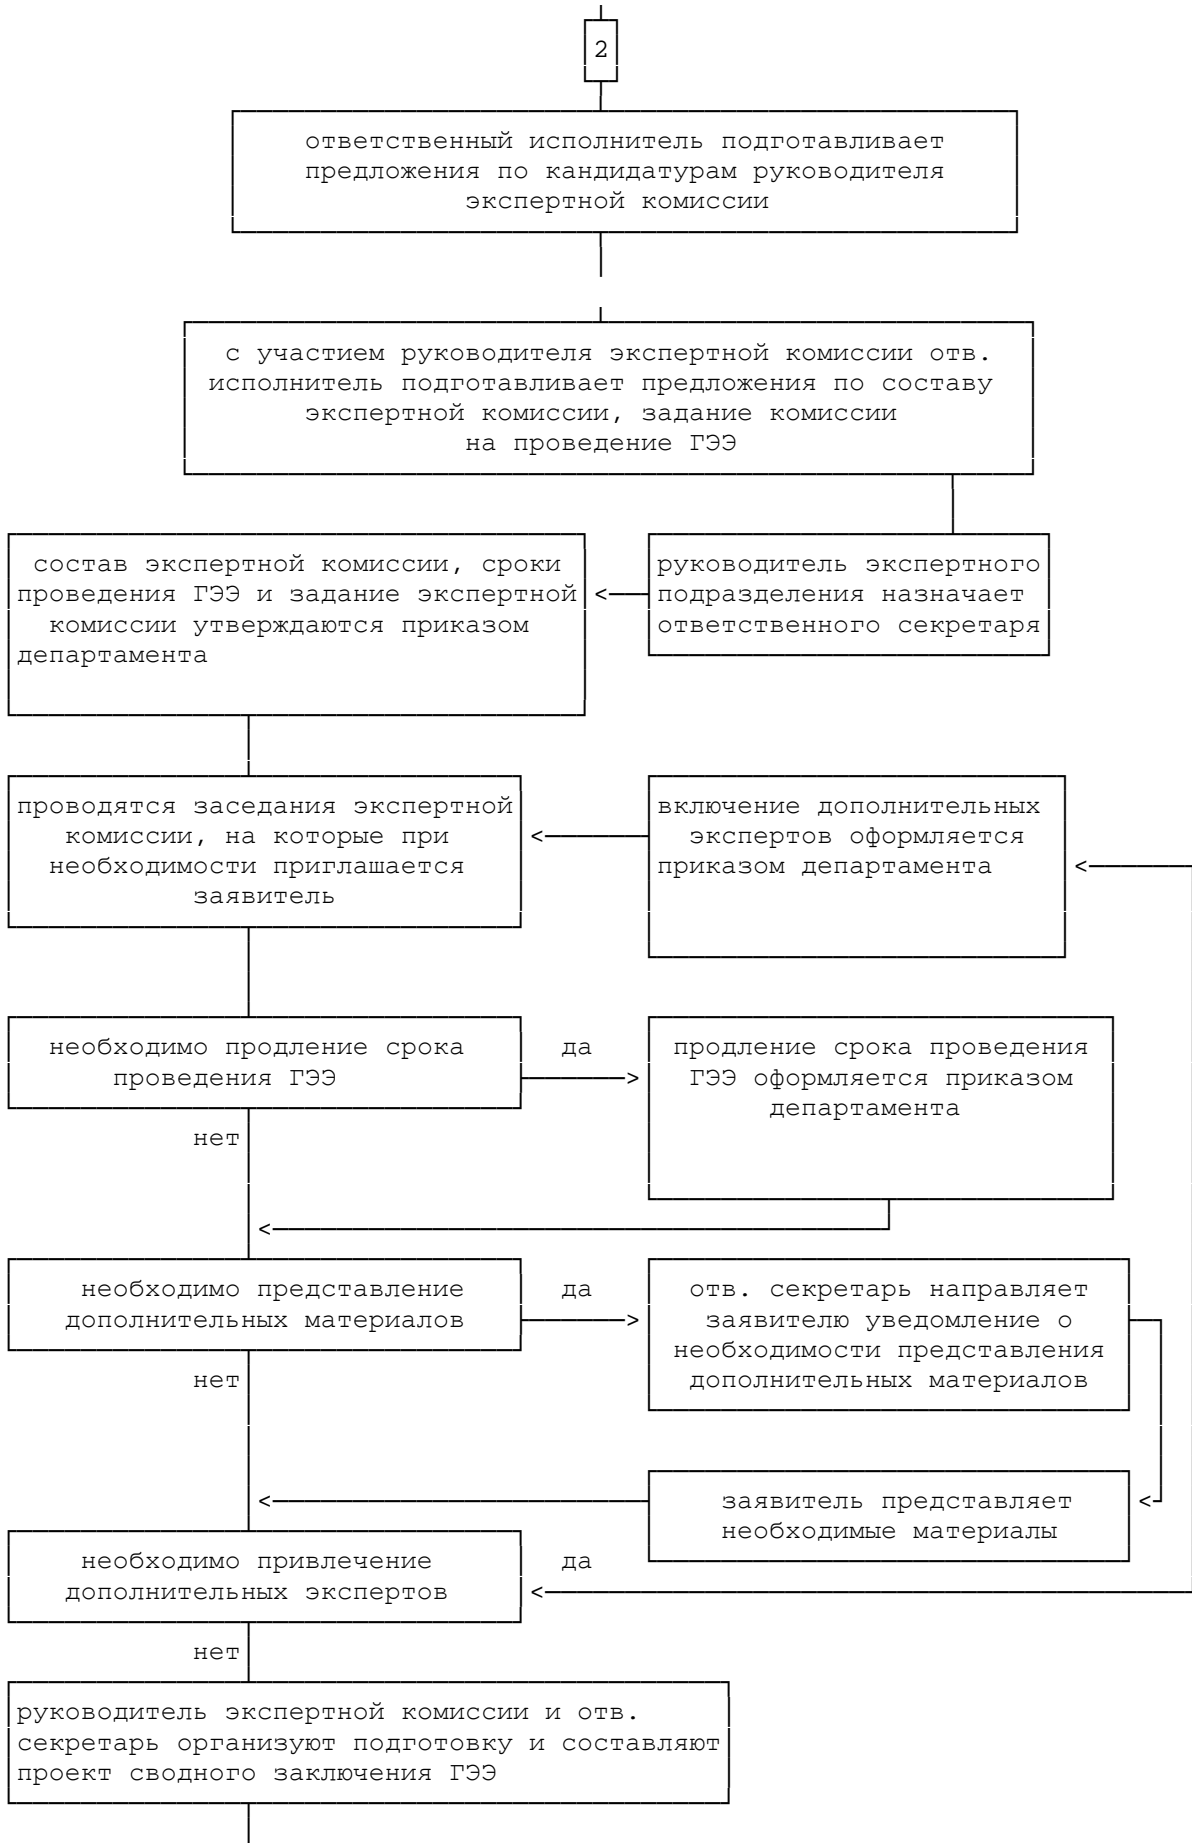 2
ответственный исполнитель подготавливает
предложения по кандидатурам руководителя
экспертной комиссии
с участием руководителя экспертной комиссии отв.
исполнитель подготавливает предложения по составу
экспертной комиссии, задание комиссии
на проведение ГЭЭ
состав экспертной комиссии, сроки
проведения ГЭЭ и задание экспертной
комиссии утверждаются приказом
департамента
руководитель экспертного
подразделения назначает
ответственного секретаря
проводятся заседания экспертной
комиссии, на которые при
необходимости приглашается
заявитель
включение дополнительных
экспертов оформляется
приказом департамента
необходимо продление срока
проведения ГЭЭ
да
продление срока проведения
ГЭЭ оформляется приказом
департамента
нет
необходимо представление
дополнительных материалов
да
отв. секретарь направляет
заявителю уведомление о
необходимости представления
дополнительных материалов
нет
заявитель представляет
необходимые материалы
необходимо привлечение
дополнительных экспертов
да
нет
руководитель экспертной комиссии и отв.
секретарь организуют подготовку и составляют
проект сводного заключения ГЭЭ